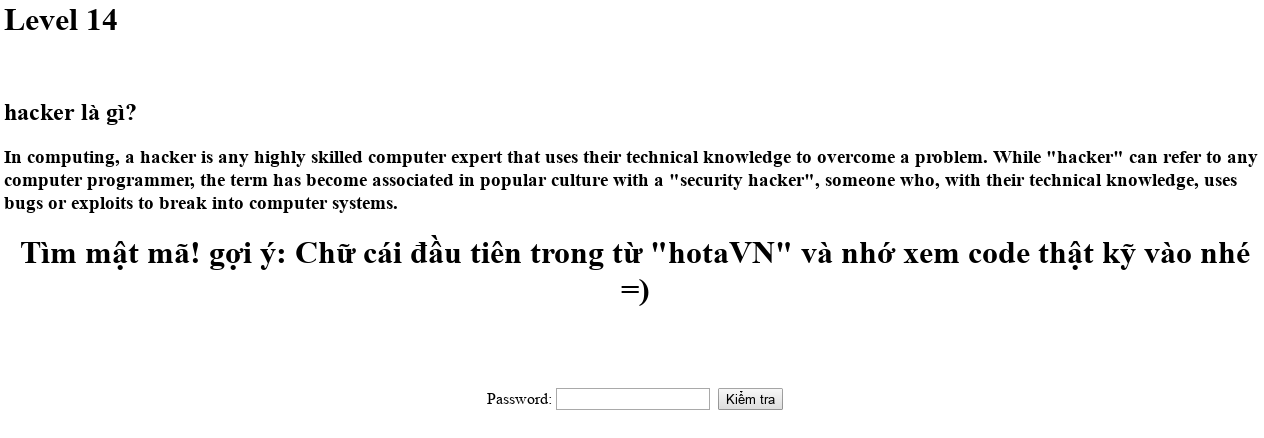 Level 14
hacker là gì?
In computing, a hacker is any highly skilled computer expert that uses their technical knowledge to overcome a problem. While "hacker" can refer to any
computer programmer, the term has become associated in popular culture with a "security hacker", someone who, with their technical knowledge, uses
bugs or exploits to break into computer systems.
Tìm mật mã! gợi ý: Chữ cái đầu tiên trong từ "hotaVN" và nhớ xem code thật kỹ vào nhé
=)
Password: Kiểm tra